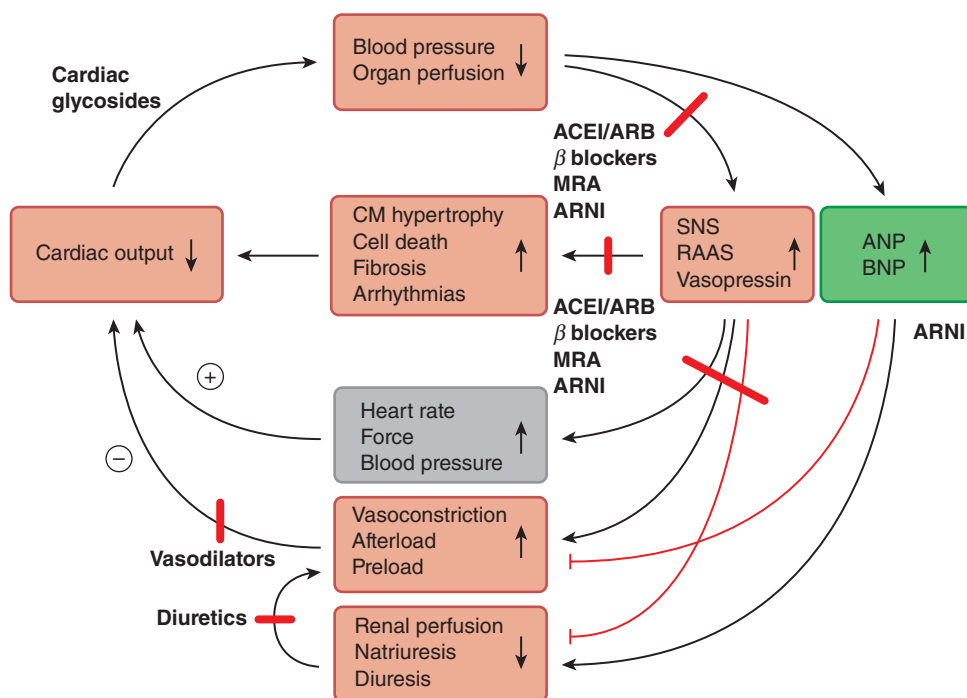 Blood pressure
Organ perfusion
Cardiac
glycosides
ACEI/ARB
β blockers
MRA
ARNI
Cardiac output
CM hypertrophy
Cell death
Fibrosis
Arrhythmias
SNS
RAAS
Vasopressin
ANP
BNP
ACEI/ARB
β blockers
MRA
ARNI
ARNI
+
Heart rate
Force
Blood pressure
−
Vasoconstriction
Afterload
Preload
Vasodilators
Diuretics
Renal perfusion
Natriuresis
Diuresis